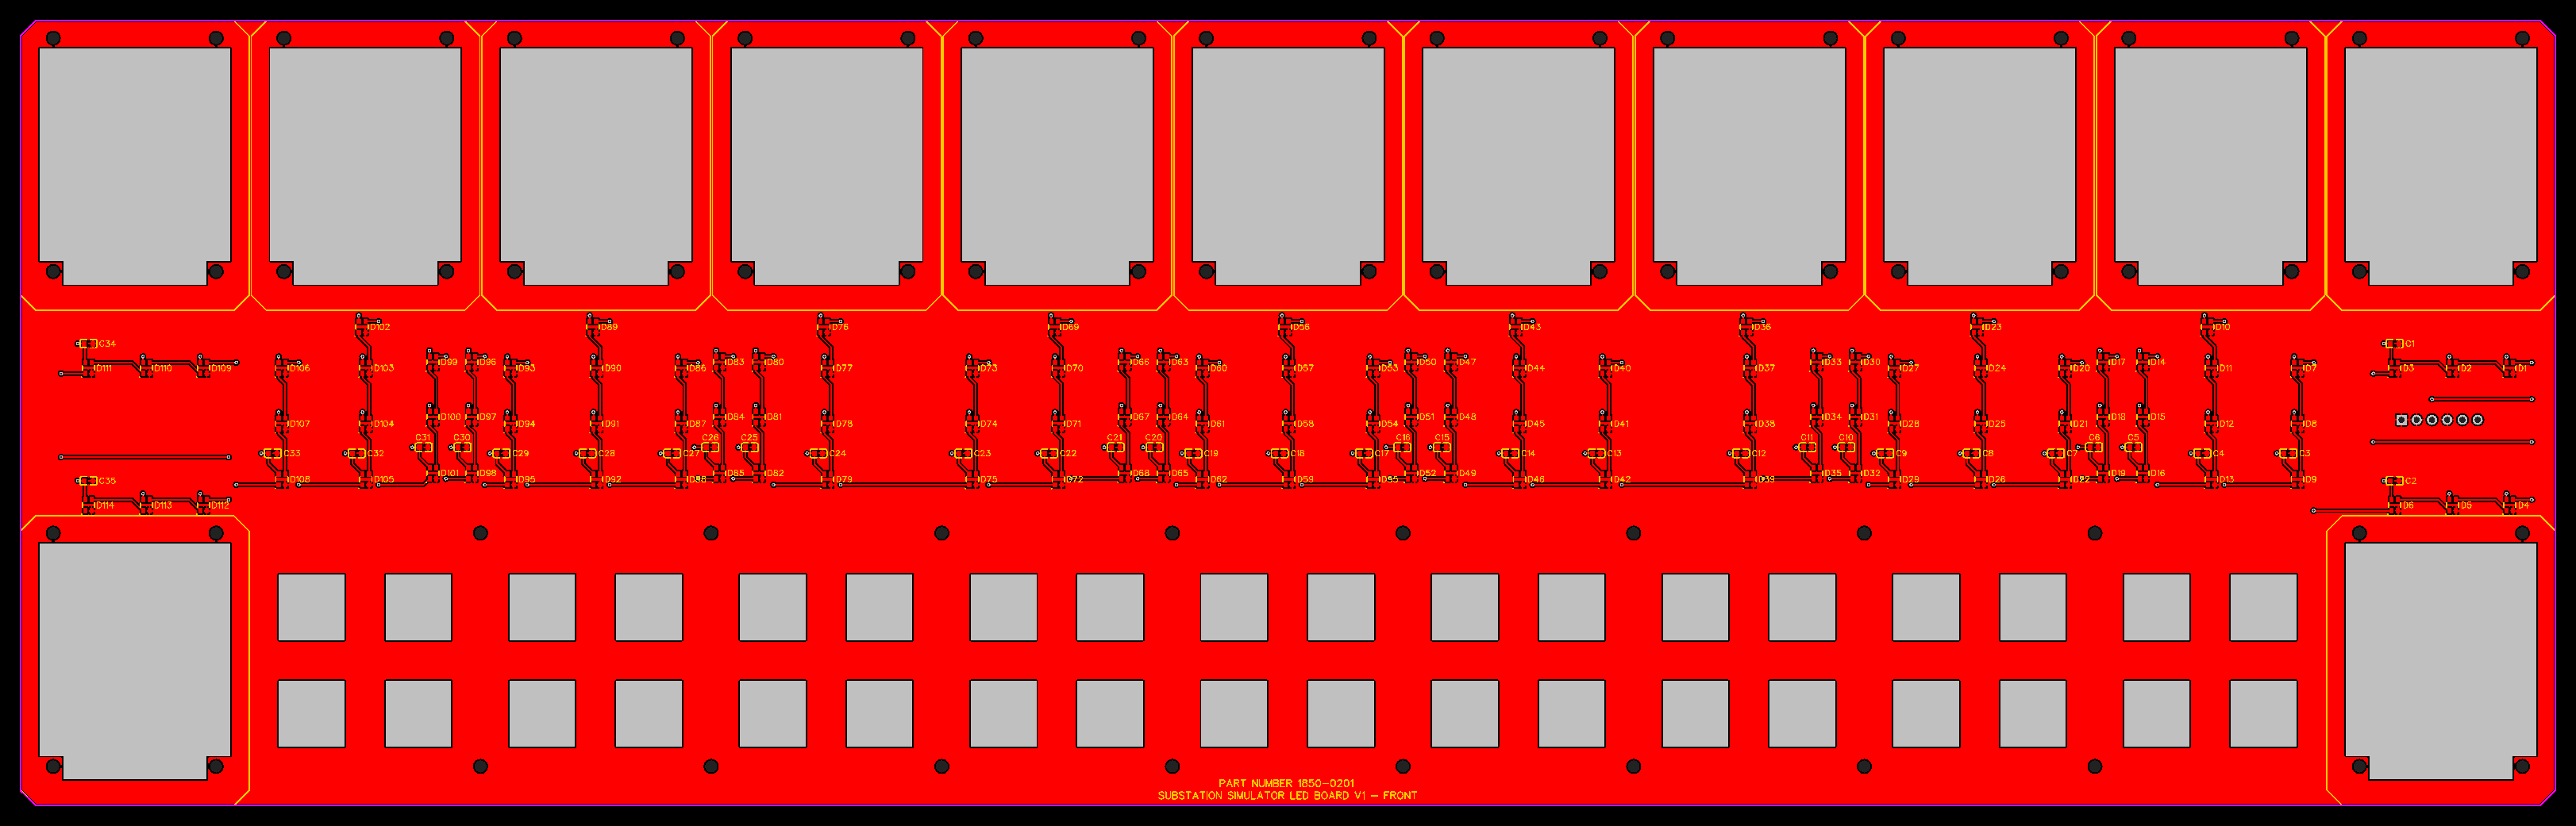 D102 D89 D76 D69 D56 D43 D36 D23 D10
C34 C1
D99 D96 D83 D80 D66 D63 D50 D47 D33 D30 D17 D14
D111 D110 D109 D106 D103 D93 D90 D86 D77 D73 D70 D60 D57 D53 D44 D40 D37 D27 D24 D20 D11 D7 D3 D2 D1
D100 D97 D84 D81 D67 D64 D51 D48 D34 D31 D18 D15
D107 D104 D94 D91 D87 D78 D74 D71 D61 D58 D54 D45 D41 D38 D28 D25 D21 D12 D8
C31 C30 C26 C25 C21 C20 C16 C15 C11 C10 C6 C5
C33 C32 C29 C28 C27 C24 C23 C22 C19 C18 C17 C14 C13 C12 C9 C8 C7 C4 C3
D101 D98 D85 D82 D68 D65 D52 D49 D35 D32 D19 D16
C35 D108 D105 D95 D92 D88 D79 D75 D72 D62 D59 D55 D46 D42 D39 D29 D26 D22 D13 D9 C2
D114 D113 D112 D6 D5 D4
PART NUMBER 1850-0201
SUBSTATION SIMULATOR LED BOARD V1 - FRONT